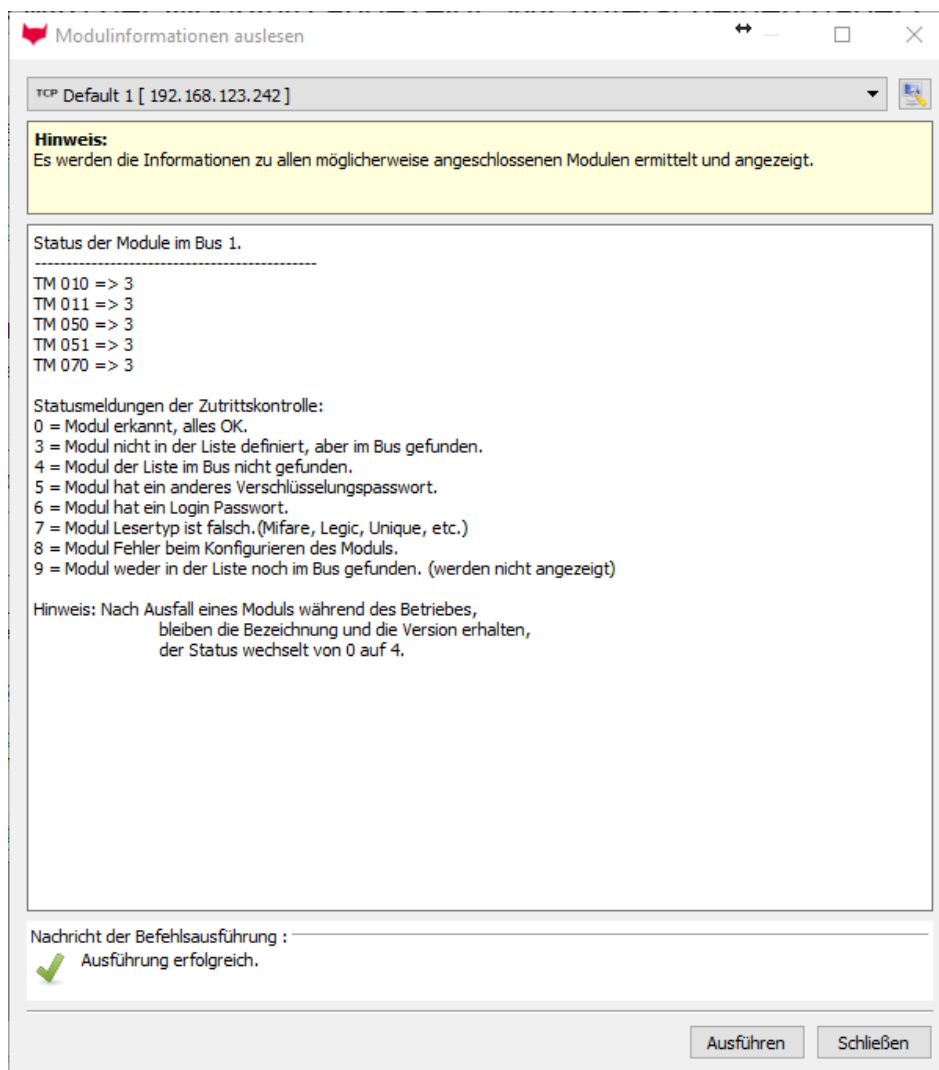 Modulinformationen auslesen
TCP Default 1 [ 192.168.123.242 ]
Hinweis:
Es werden die Informationen zu allen möglicherweise angeschlossenen Modulen ermittelt und angezeigt.
Status der Module im Bus 1.
---------------------------------------------
TM 010 => 3
TM 011 => 3
TM 050 => 3
TM 051 => 3
TM 070 => 3
Statusmeldungen der Zutrittskontrolle:
0 = Modul erkannt, alles OK.
3 = Modul nicht in der Liste definiert, aber im Bus gefunden.
4 = Modul der Liste im Bus nicht gefunden.
5 = Modul hat ein anderes Verschlüsselungspasswort.
6 = Modul hat ein Login Passwort.
7 = Modul Lesertyp ist falsch.(Mifare, Legic, Unique, etc.)
8 = Modul Fehler beim Konfigurieren des Moduls.
9 = Modul weder in der Liste noch im Bus gefunden. (werden nicht angezeigt)
Hinweis: Nach Ausfall eines Moduls während des Betriebes,
bleiben die Bezeichnung und die Version erhalten,
der Status wechselt von 0 auf 4.
Nachricht der Befehlsausführung :
Ausführung erfolgreich.
Ausführen Schließen